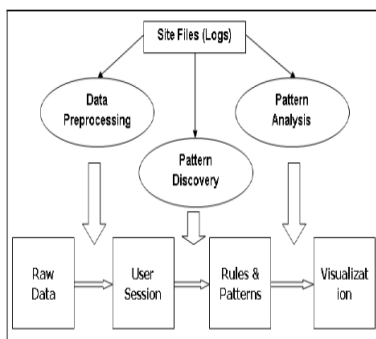 Site Files (Logs)
Data
Preprocessing
Pattern
Analysis
Pattern
Discovery
Raw
Data
User
Session
Rules &
Patterns
Visualizat
ion